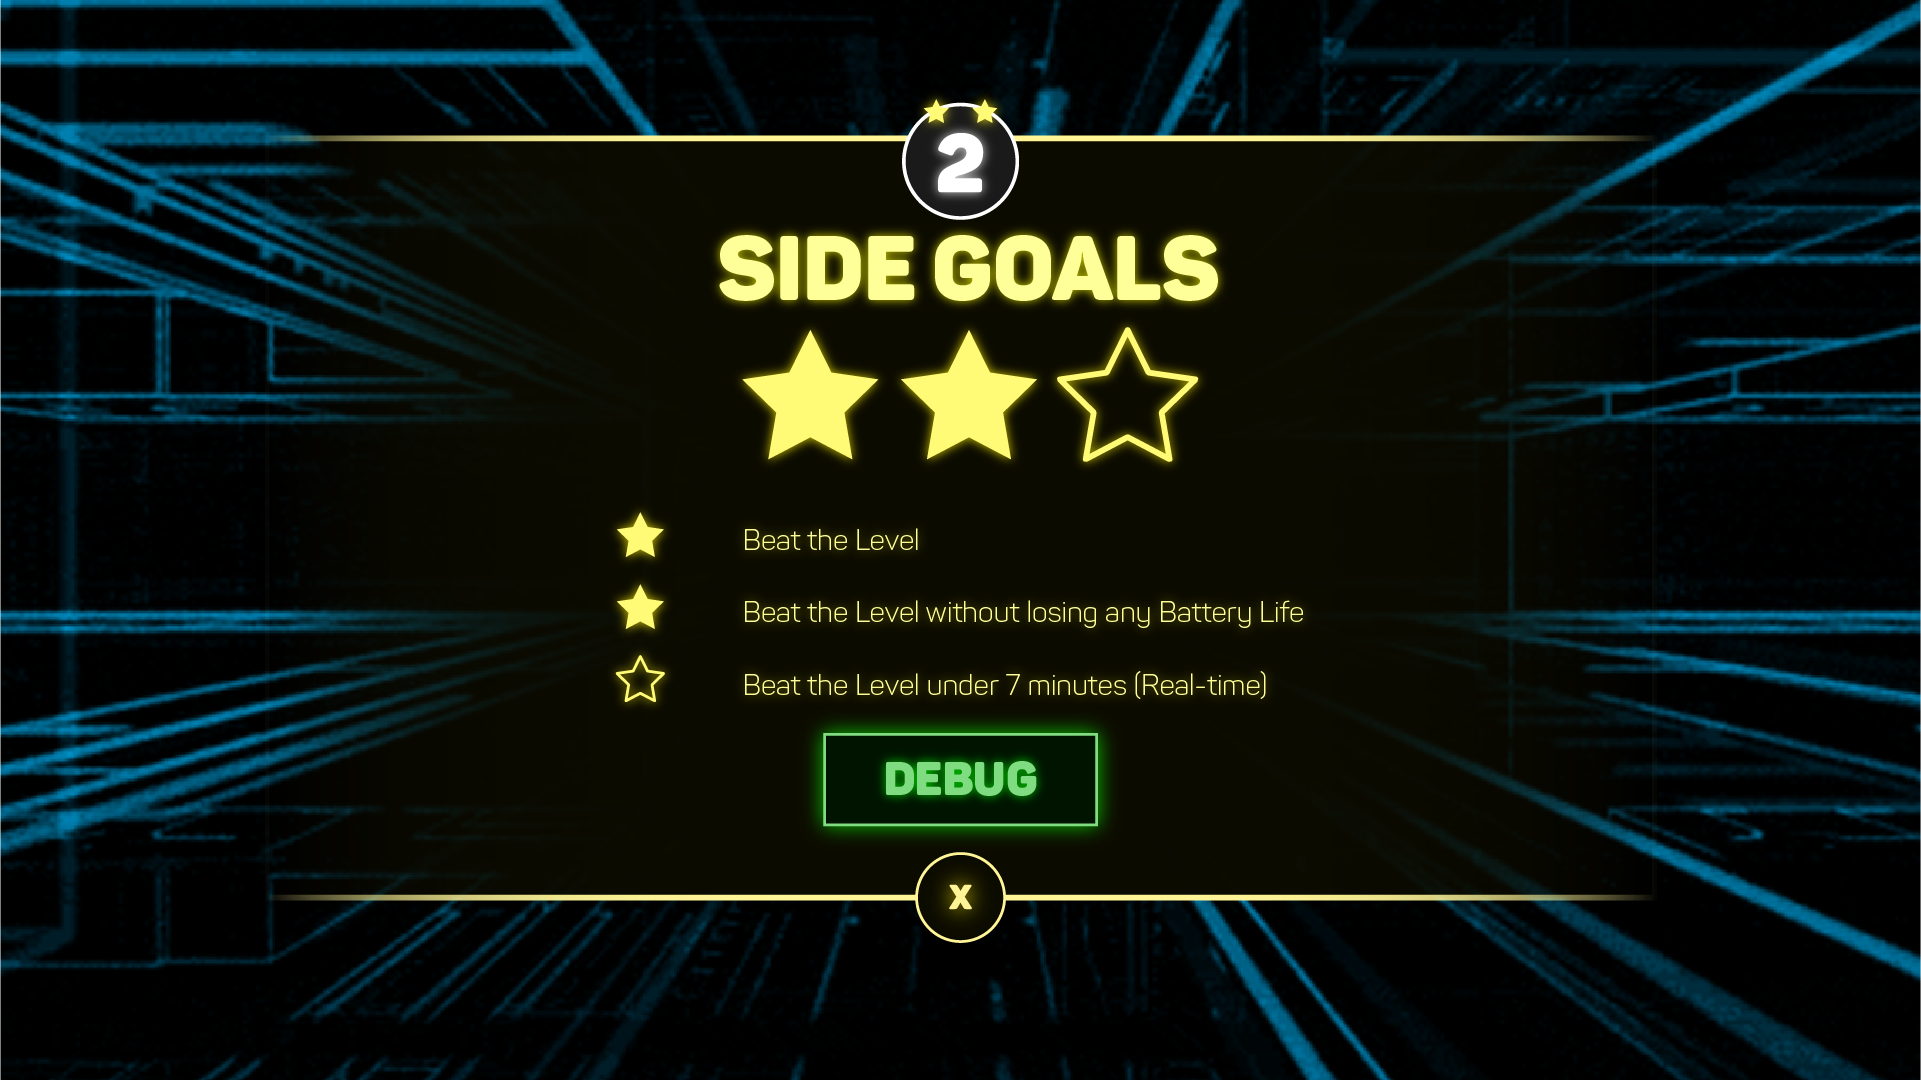 2
SIDE GOALS
Beat the Level
Beat the Level without losing any Battery Life
Beat the Level under 7 minutes (Real-time)
DEBUG
X